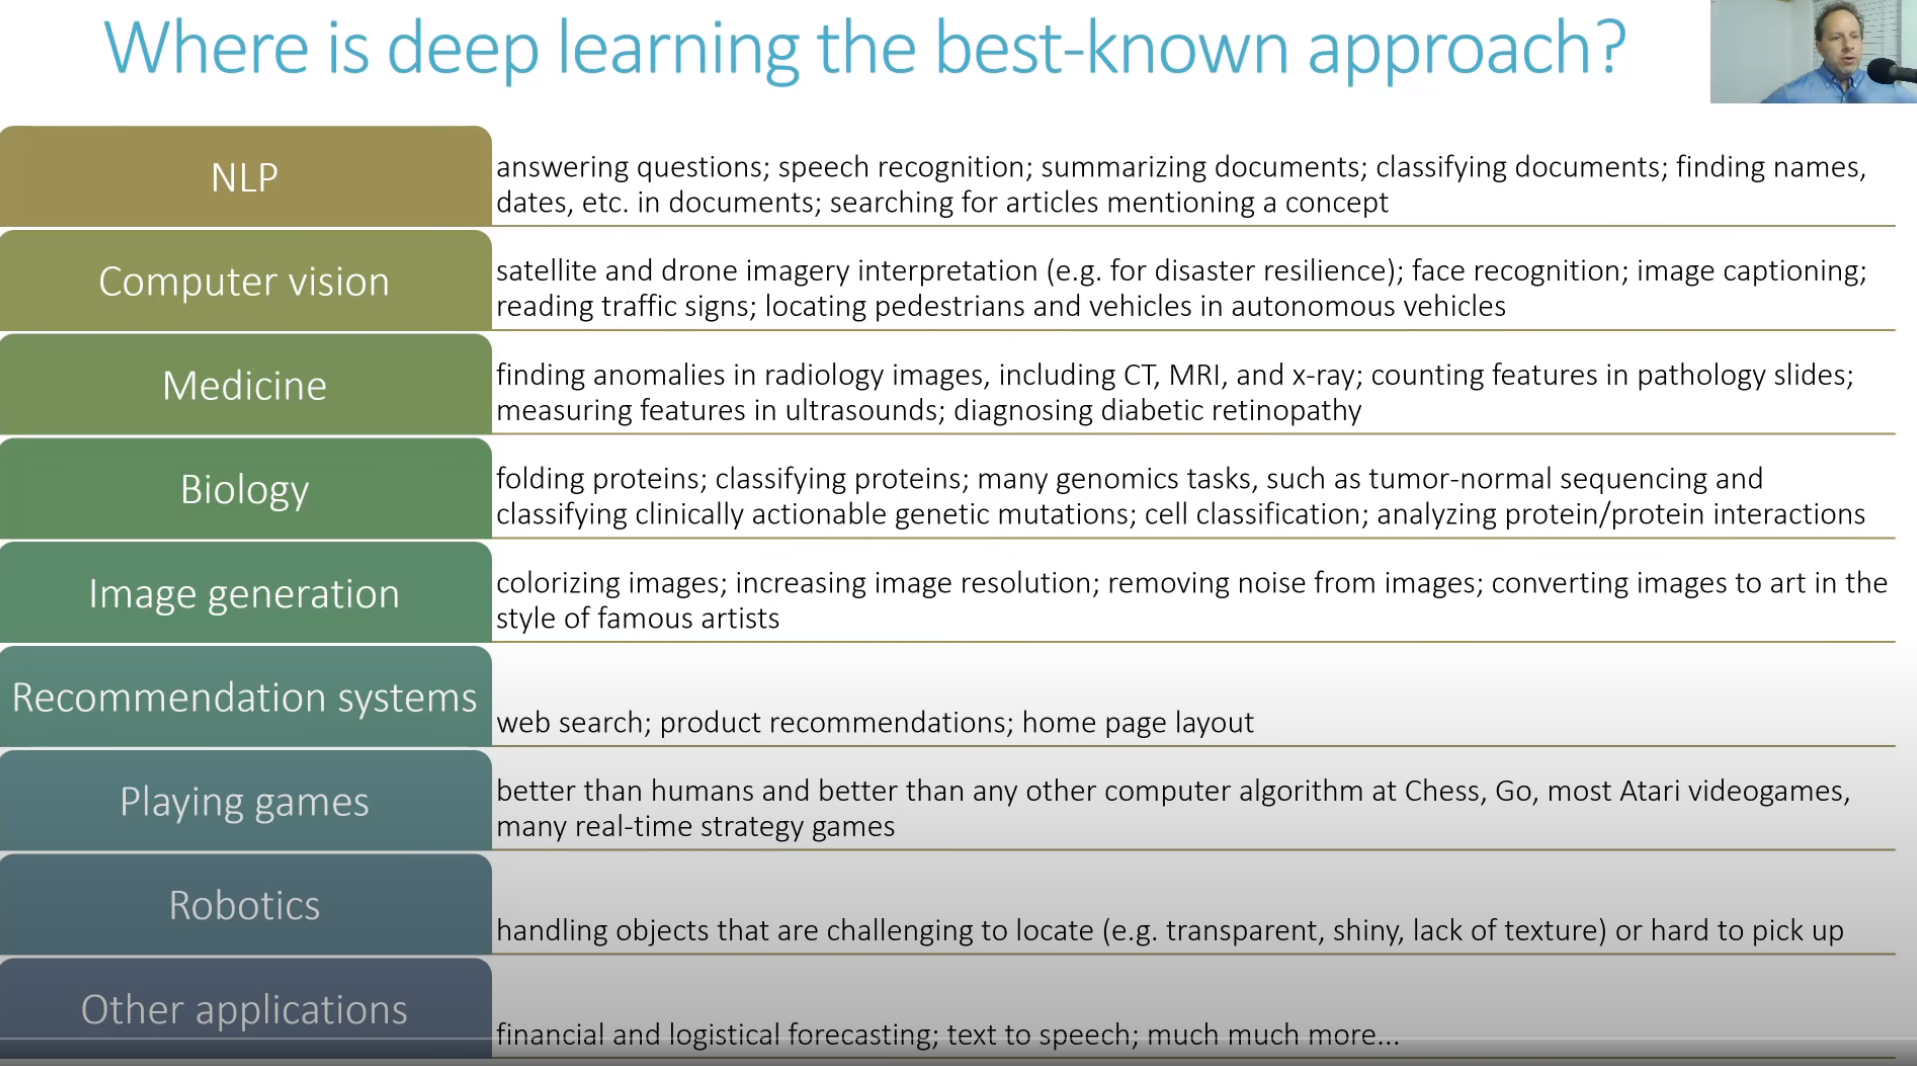 Where is deep learning the best-known approach?
NLP
answering questions; speech recognition; summarizing documents; classifying documents; finding names,
dates, etc. in documents; searching for articles mentioning a concept
Computer vision
satellite and drone imagery interpretation (e.g. for disaster resilience); face recognition; image captioning;
reading traffic signs; locating pedestrians and vehicles in autonomous vehicles
Medicine
finding anomalies in radiology images, including CT, MRI, and x-ray; counting features in pathology slides;
measuring features in ultrasounds; diagnosing diabetic retinopathy
Biology
folding proteins; classifying proteins; many genomics tasks, such as tumor-normal sequencing and
classifying clinically actionable genetic mutations; cell classification; analyzing protein/protein interactions
Image generation
colorizing images; increasing image resolution; removing noise from images; converting images to art in the
style of famous artists
Recommendation systems
web search; product recommendations; home page layout
Playing games
better than humans and better than any other computer algorithm at Chess, Go, most Atari videogames,
many real-time strategy games
Robotics
handling objects that are challenging to locate (e.g. transparent, shiny, lack of texture) or hard to pick up
Other applications
financial and logistical forecasting; text to speech; much much more...